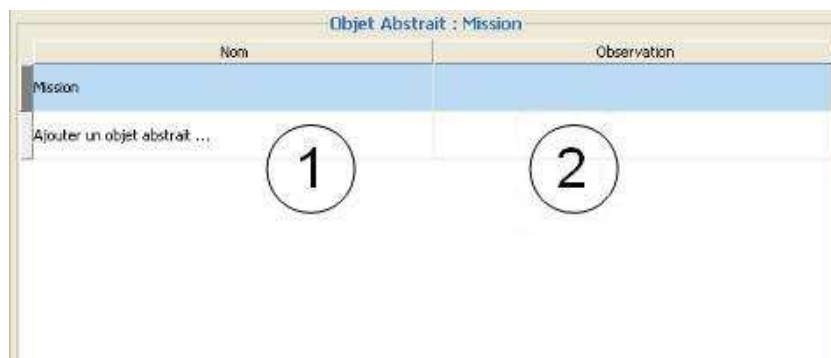 Objet Abstrait : Mission
Nom Observation
Mission
Ajouter un objet abstrait ...
1 2